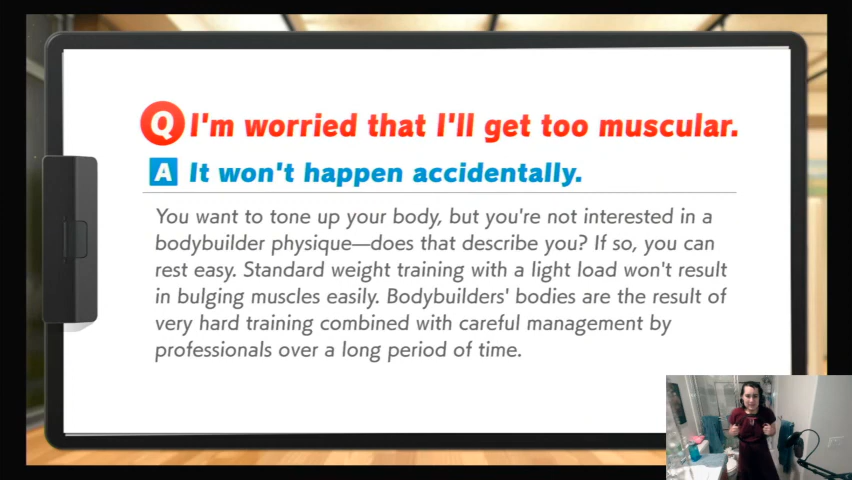 Q I'm worried that I'll get too muscular.
A It won't happen accidentally.
You want to tone up your body, but you're not interested in a
bodybuilder physique—does that describe you? If so, you can
rest easy. Standard weight training with a light load won't result
in bulging muscles easily. Bodybuilders' bodies are the result of
very hard training combined with careful management by
professionals over a long period of time.